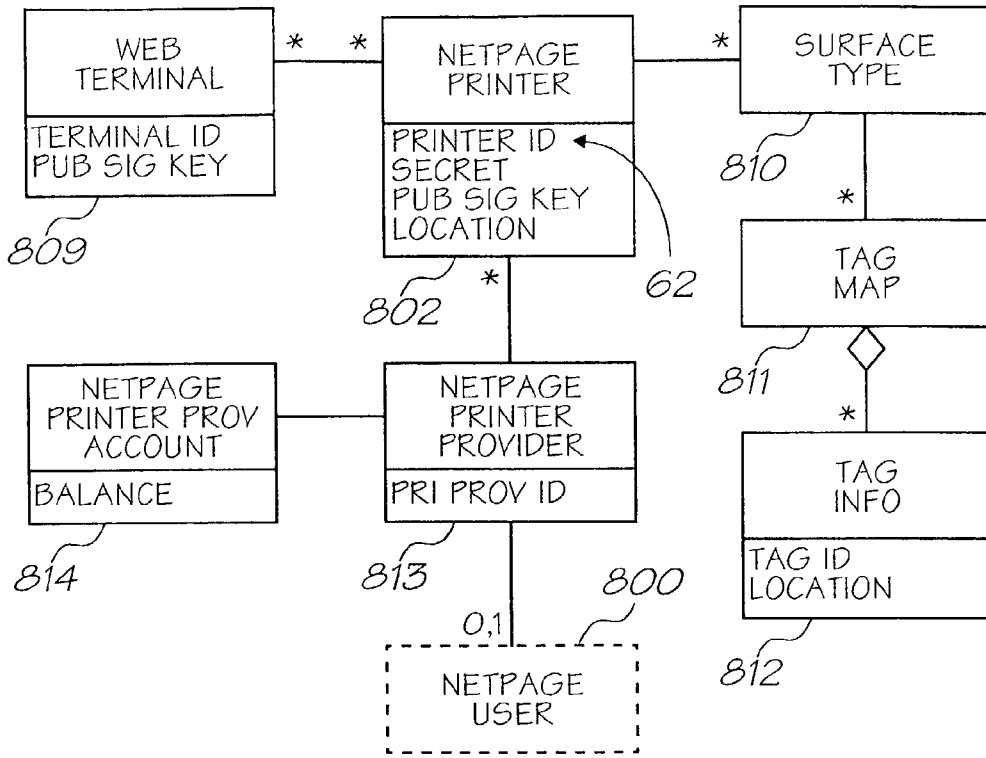 WEB
TERMINAL
TERMINAL ID
PUB SIG KEY
809
* *
NETPAGE
PRINTER
PRINTER ID
SECRET
PUB SIG KEY
LOCATION
802
62
*
*
SURFACE
TYPE
810
*
TAG
MAP
811
*
TAG
INFO
TAG ID
LOCATION
812
NETPAGE
PRINTER PROV
ACCOUNT
BALANCE
814
NETPAGE
PRINTER
PROVIDER
PRI PROV ID
813
0,1
800
NETPAGE
USER